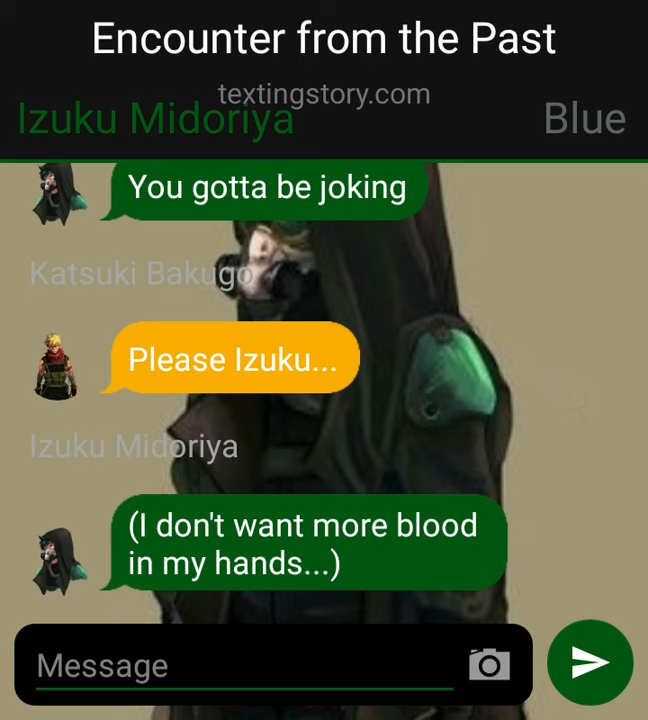 Encounter from the Past
textingstory.com
Izuku Midoriya
Blue
You gotta be joking
Katsuki Bakugo
Please Izuku...
Izuku Midoriya
(I don't want more blood
in my hands...)
Message